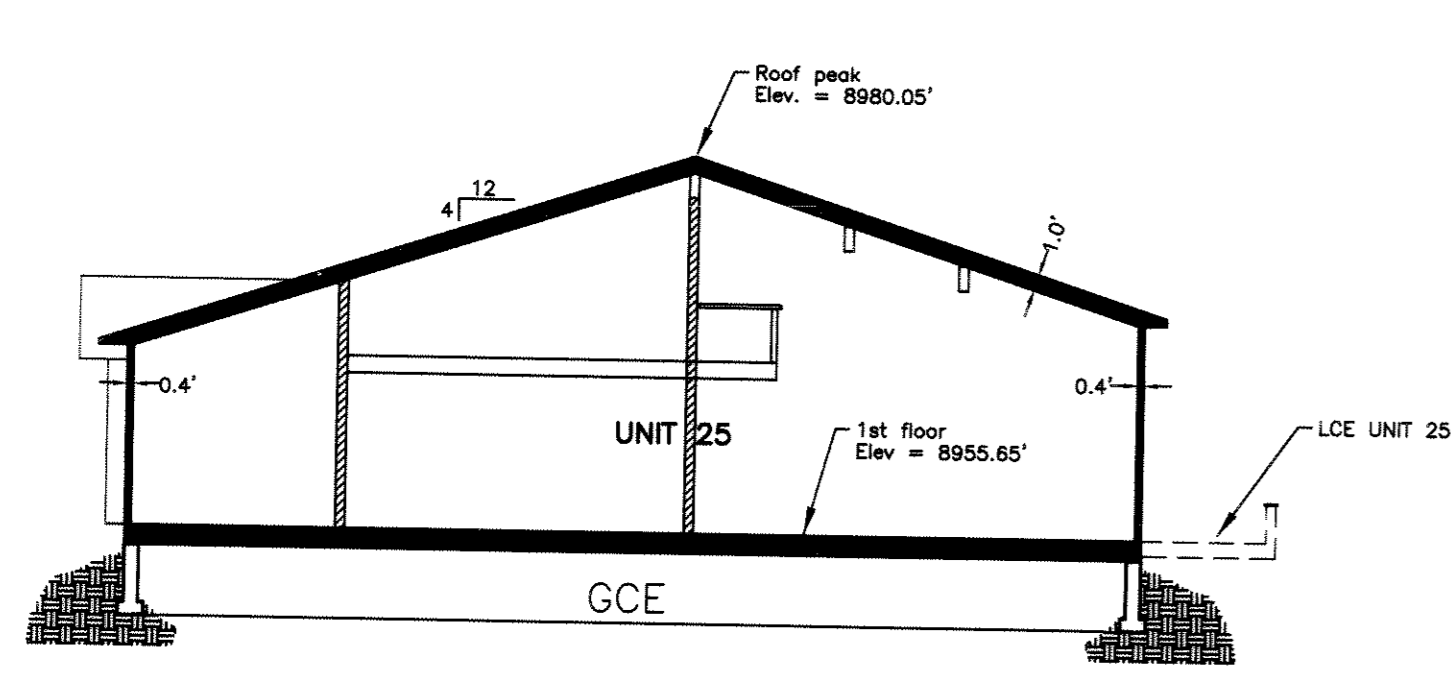 Roof peak
Elev. = 8980.05'
12
4
1.0'
0.4'
0.4'
UNIT 25
1st floor
Elev = 8955.65'
LCE UNIT 25
GCE